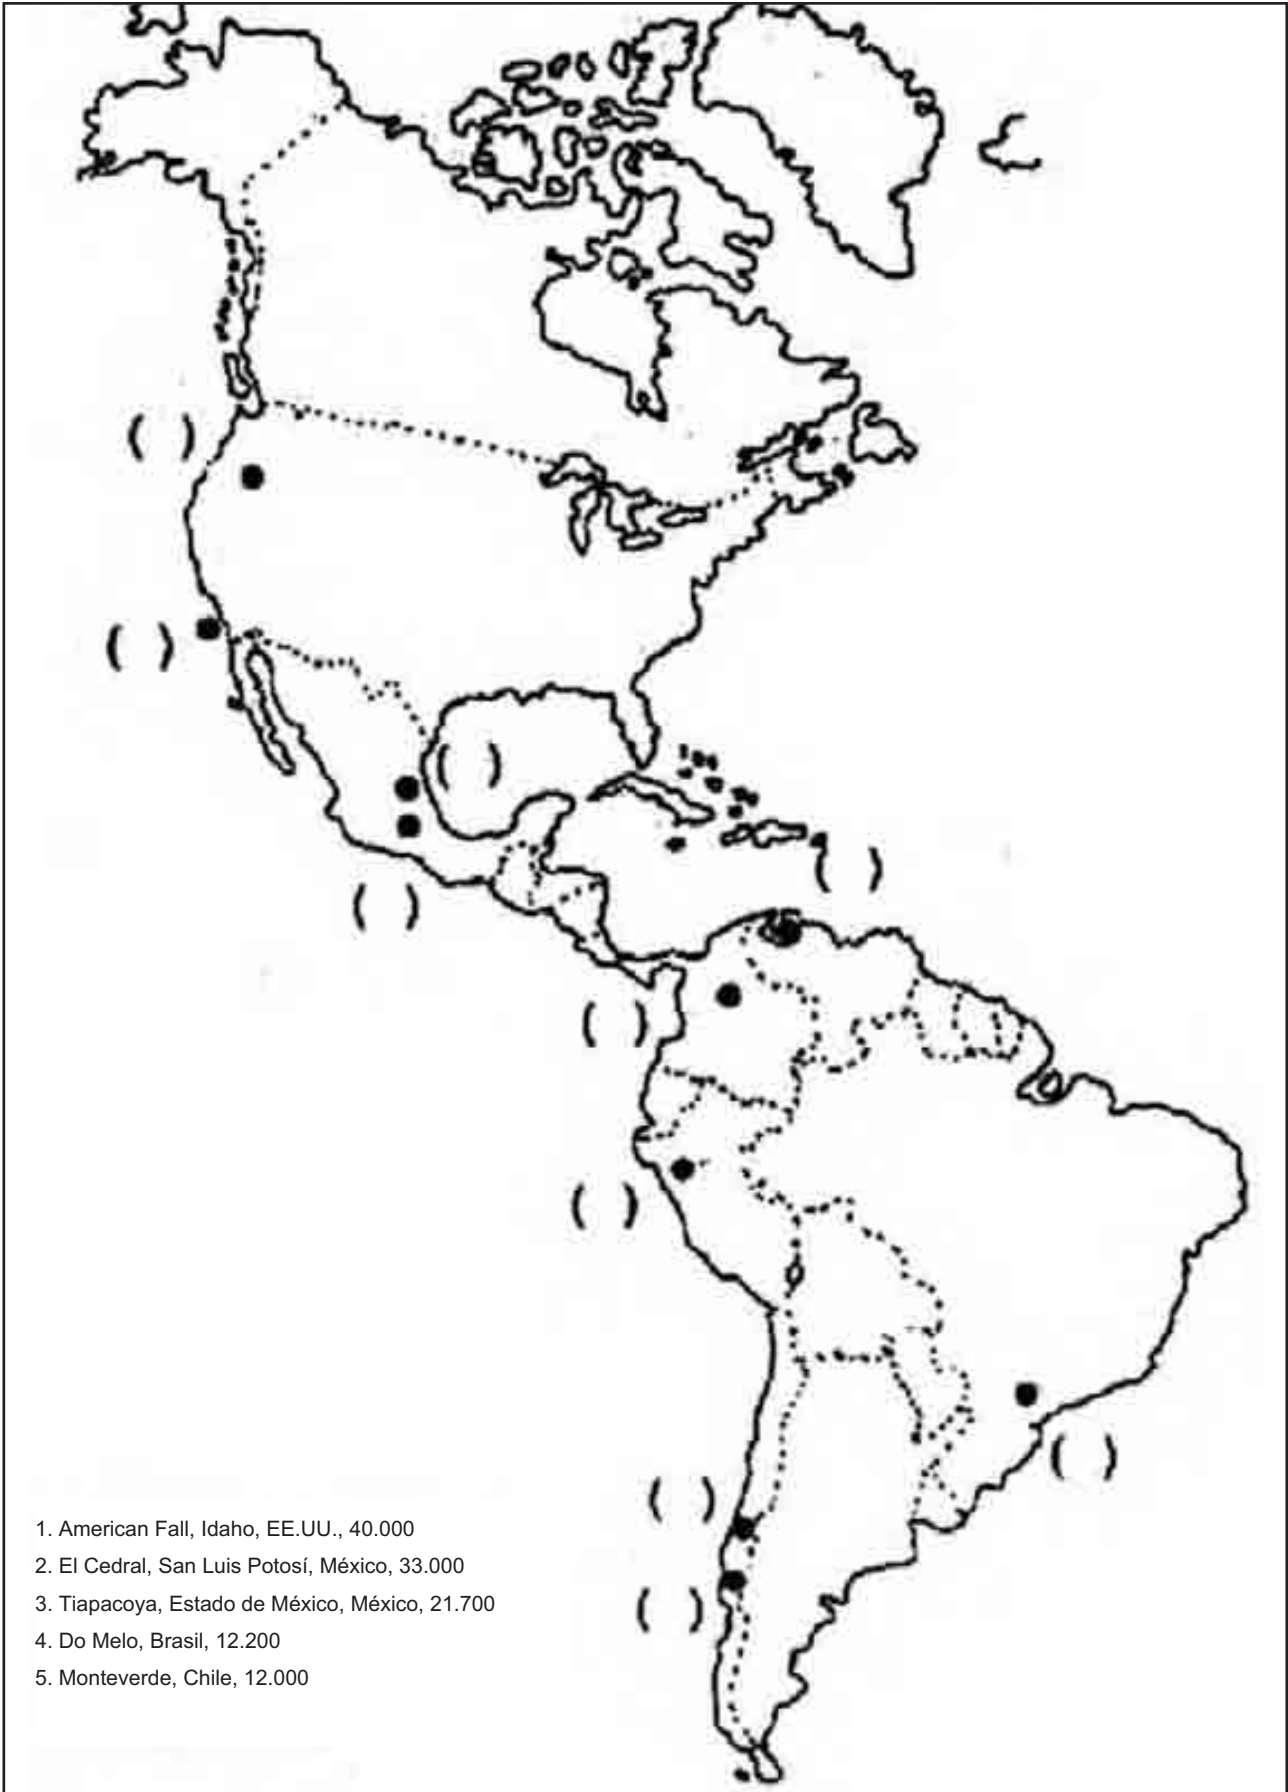 ( )
( )
( )
( )
( )
( )
( )
( )
( )
( )
1. American Fall, Idaho, EE.UU., 40.000
2. El Cedral, San Luis Potosí, México, 33.000
3. Tiapacoya, Estado de México, México, 21.700
4. Do Melo, Brasil, 12.200
5. Monteverde, Chile, 12.000